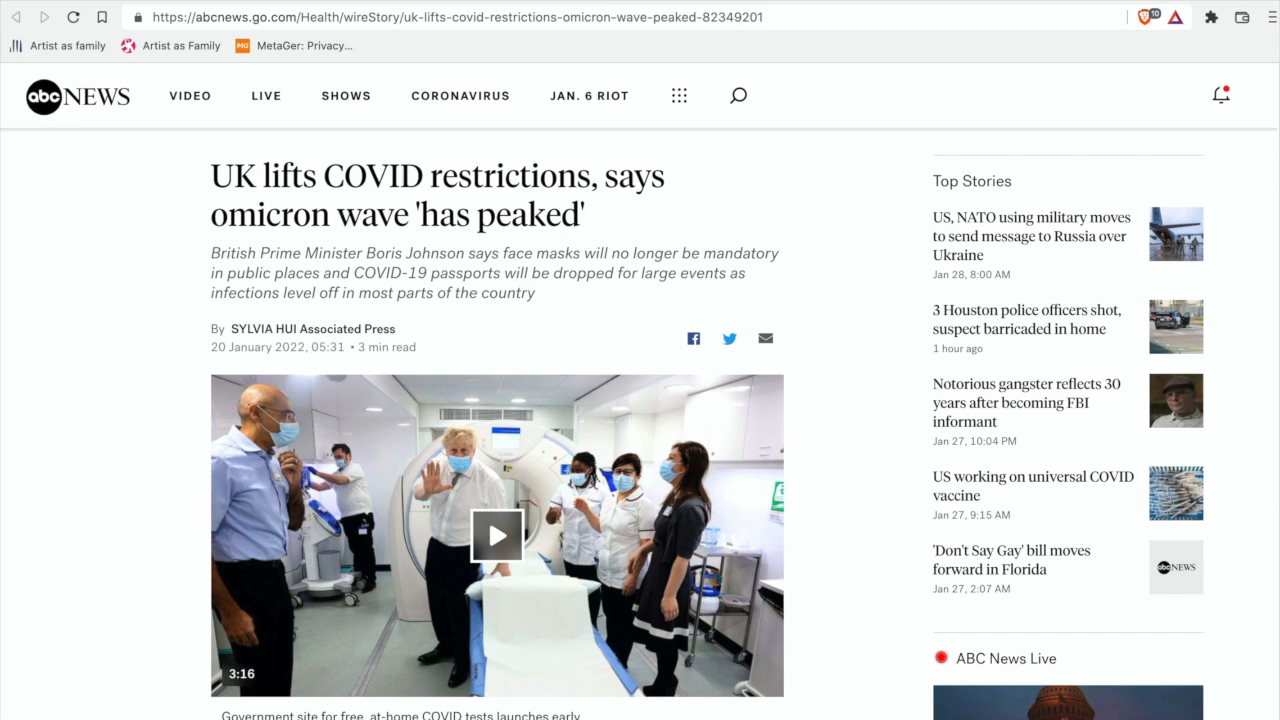 https://abcnews.go.com/Health/wireStory/uk-lifts-covid-restrictions-omicron-wave-peaked-82349201
10
Artist as family
Artist as Family
MG
MetaGer: Privacy...
abc NEWS
VIDEO
LIVE
SHOWS
CORONAVIRUS
JAN. 6 RIOT
UK lifts COVID restrictions, says
omicron wave 'has peaked'
British Prime Minister Boris Johnson says face masks will no longer be mandatory
in public places and COVID-19 passports will be dropped for large events as
infections level off in most parts of the country
By SYLVIA HUI Associated Press
20 January 2022, 05:31 • 3 min read
3:16
Government site for free, at-home COVID tests launches early
Top Stories
US, NATO using military moves
to send message to Russia over
Ukraine
Jan 28, 8:00 AM
3 Houston police officers shot,
suspect barricaded in home
1 hour ago
Notorious gangster reflects 30
years after becoming FBI
informant
Jan 27, 10:04 PM
US working on universal COVID
vaccine
Jan 27, 9:15 AM
'Don't Say Gay' bill moves
forward in Florida
Jan 27, 2:07 AM
abc NEWS
ABC News Live